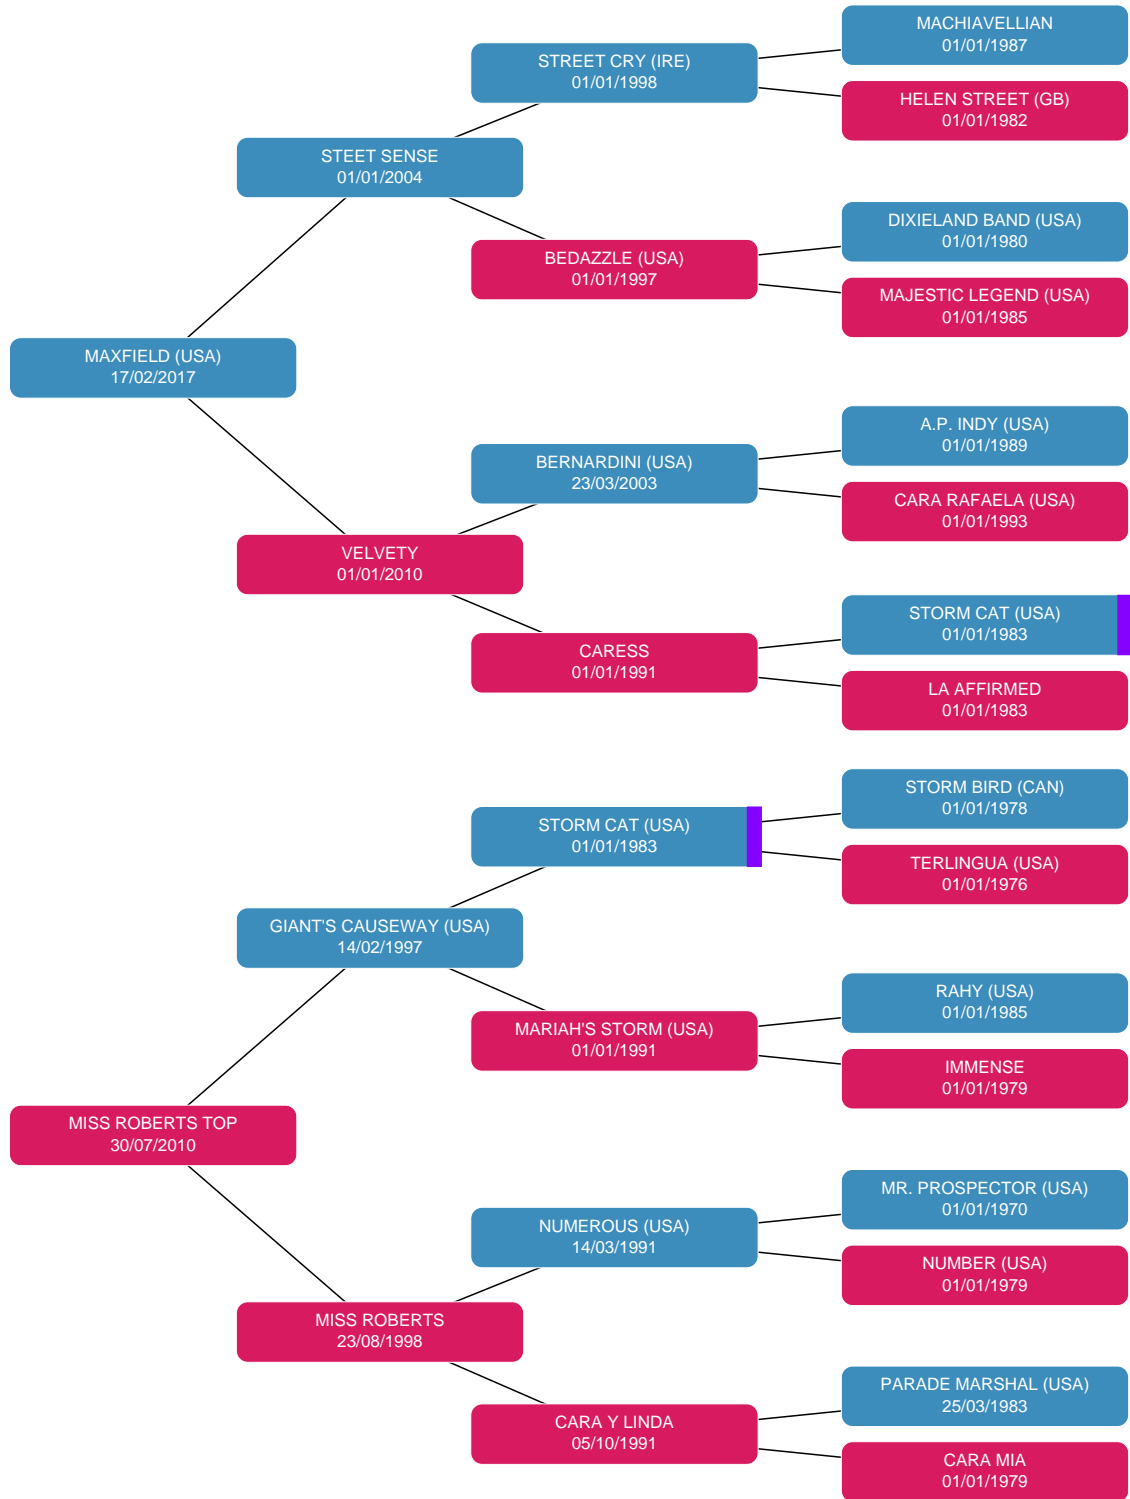 MACHIAVELLIAN
01/01/1987
STREET CRY (IRE)
01/01/1998
HELEN STREET (GB)
01/01/1982
STEET SENSE
01/01/2004
DIXIELAND BAND (USA)
01/01/1980
BEDAZZLE (USA)
01/01/1997
MAJESTIC LEGEND (USA)
01/01/1985
MAXFIELD (USA)
17/02/2017
A.P. INDY (USA)
01/01/1989
BERNARDINI (USA)
23/03/2003
CARA RAFAELA (USA)
01/01/1993
VELVETY
01/01/2010
STORM CAT (USA)
01/01/1983
CARESS
01/01/1991
LA AFFIRMED
01/01/1983
STORM BIRD (CAN)
01/01/1978
STORM CAT (USA)
01/01/1983
TERLINGUA (USA)
01/01/1976
GIANT'S CAUSEWAY (USA)
14/02/1997
RAHY (USA)
01/01/1985
MARIAH'S STORM (USA)
01/01/1991
IMMENSE
01/01/1979
MISS ROBERTS TOP
30/07/2010
MR. PROSPECTOR (USA)
01/01/1970
NUMEROUS (USA)
14/03/1991
NUMBER (USA)
01/01/1979
MISS ROBERTS
23/08/1998
PARADE MARSHAL (USA)
25/03/1983
CARA Y LINDA
05/10/1991
CARA MIA
01/01/1979